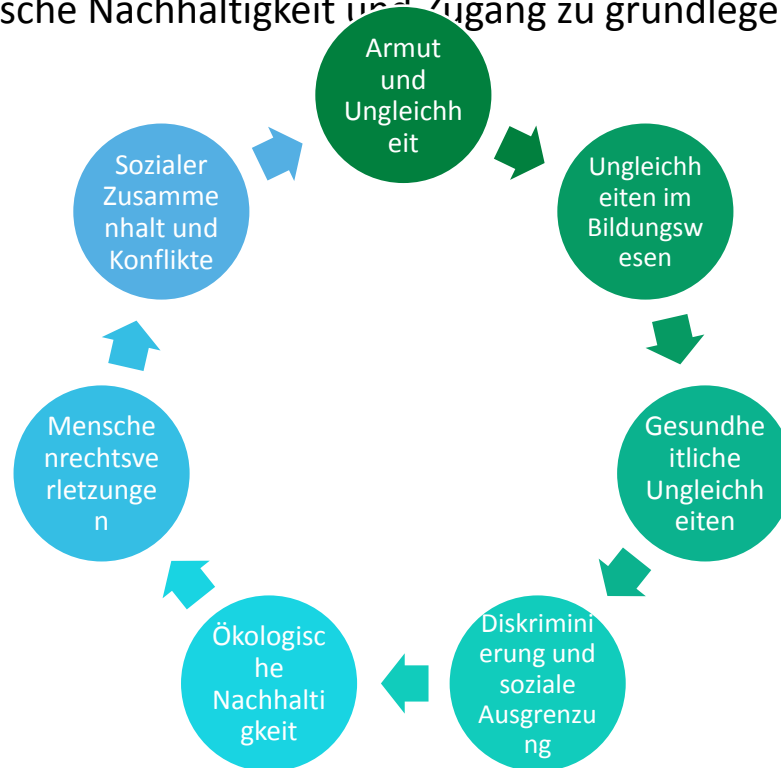 sche Nachhaltigkeit und Zugang zu grundlege
Armut
und
Ungleichh
eit
Ungleichh
eiten im
Bildungsw
esen
Gesundhe
itliche
Ungleichh
eiten
Diskrimini
erung und
soziale
Ausgrenzu
ng
Ökologisc
he
Nachhalti
gkeit
Mensche
nrechtsve
rletzunge
n
Sozialer
Zusamme
nhalt und
Konflikte